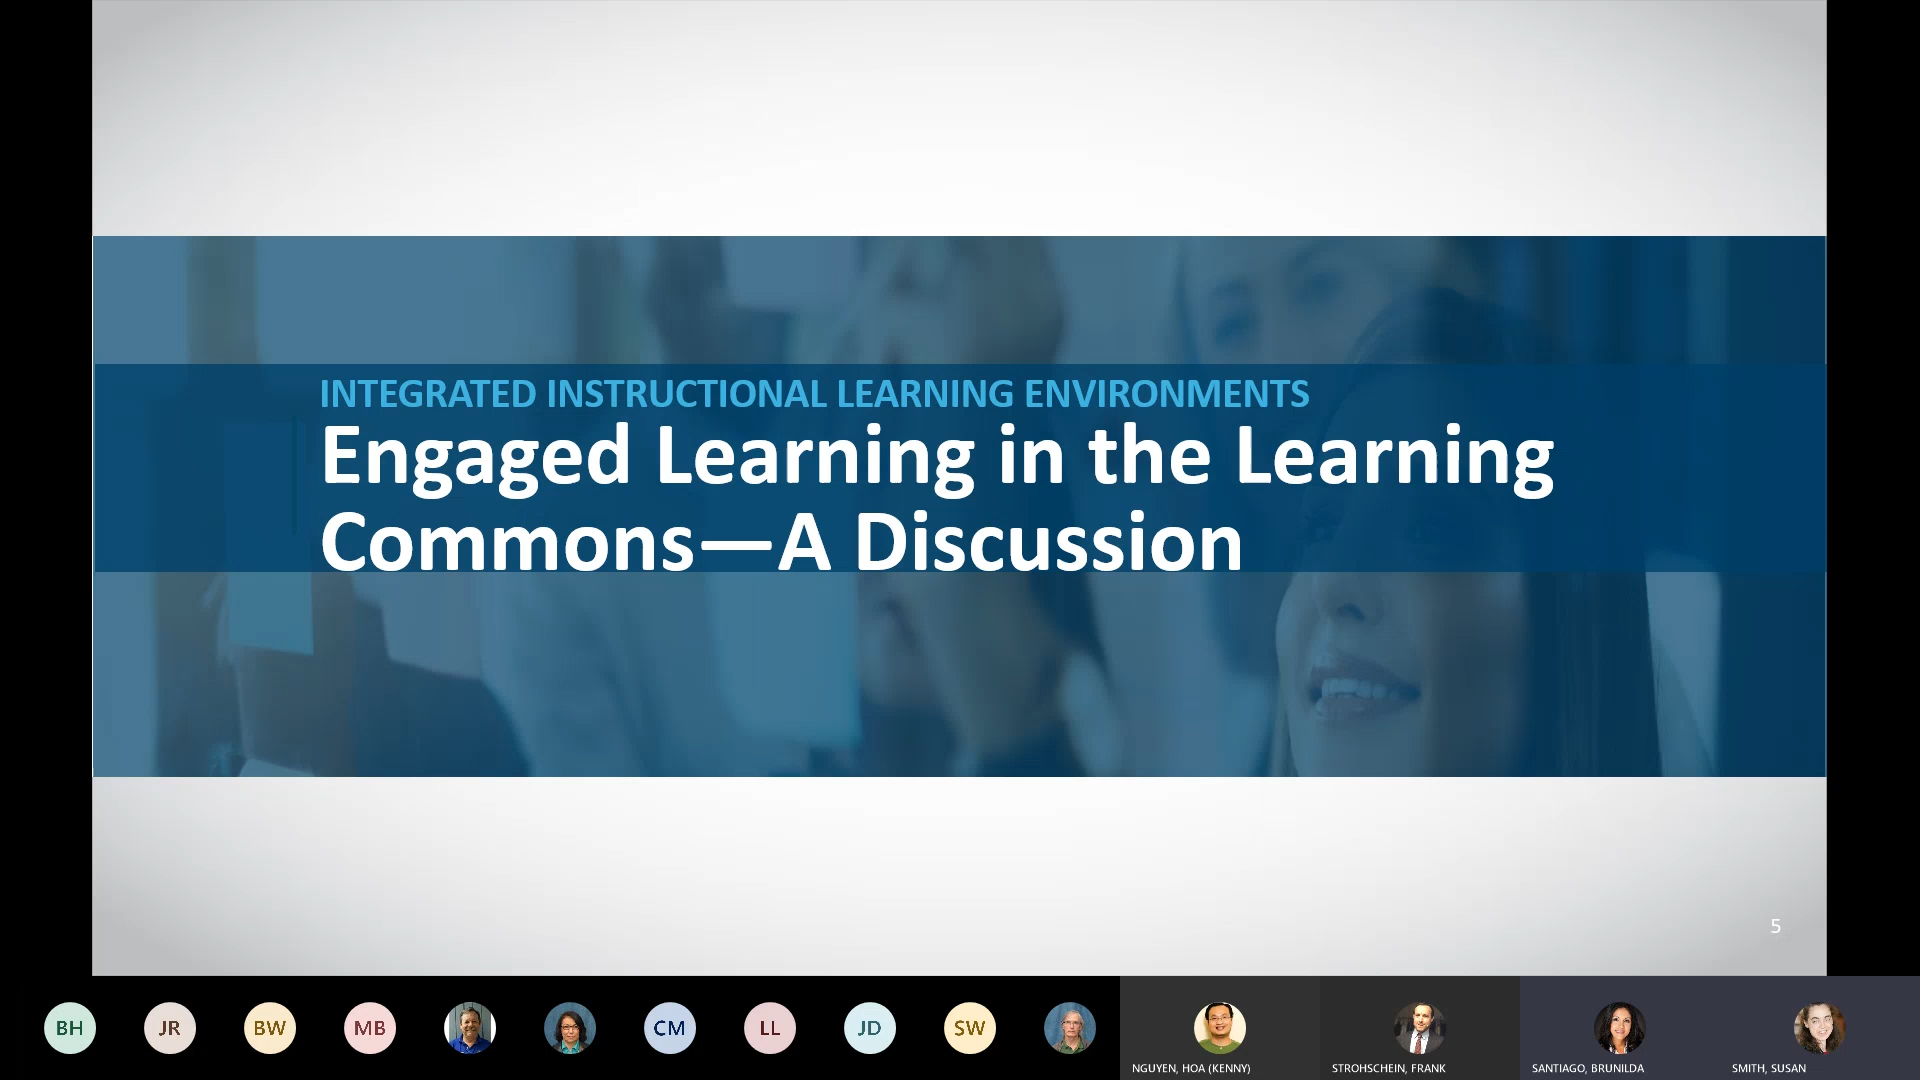 INTEGRATED INSTRUCTIONAL LEARNING ENVIRONMENTS
Engaged Learning in the Learning
Commons—A Discussion
5
BH
JR
BW
MB
CM
LL
JD
SW
NGUYEN, HOA (KENNY)
STROHSCHEIN, FRANK
SANTIAGO, BRUNILDA
SMITH, SUSAN